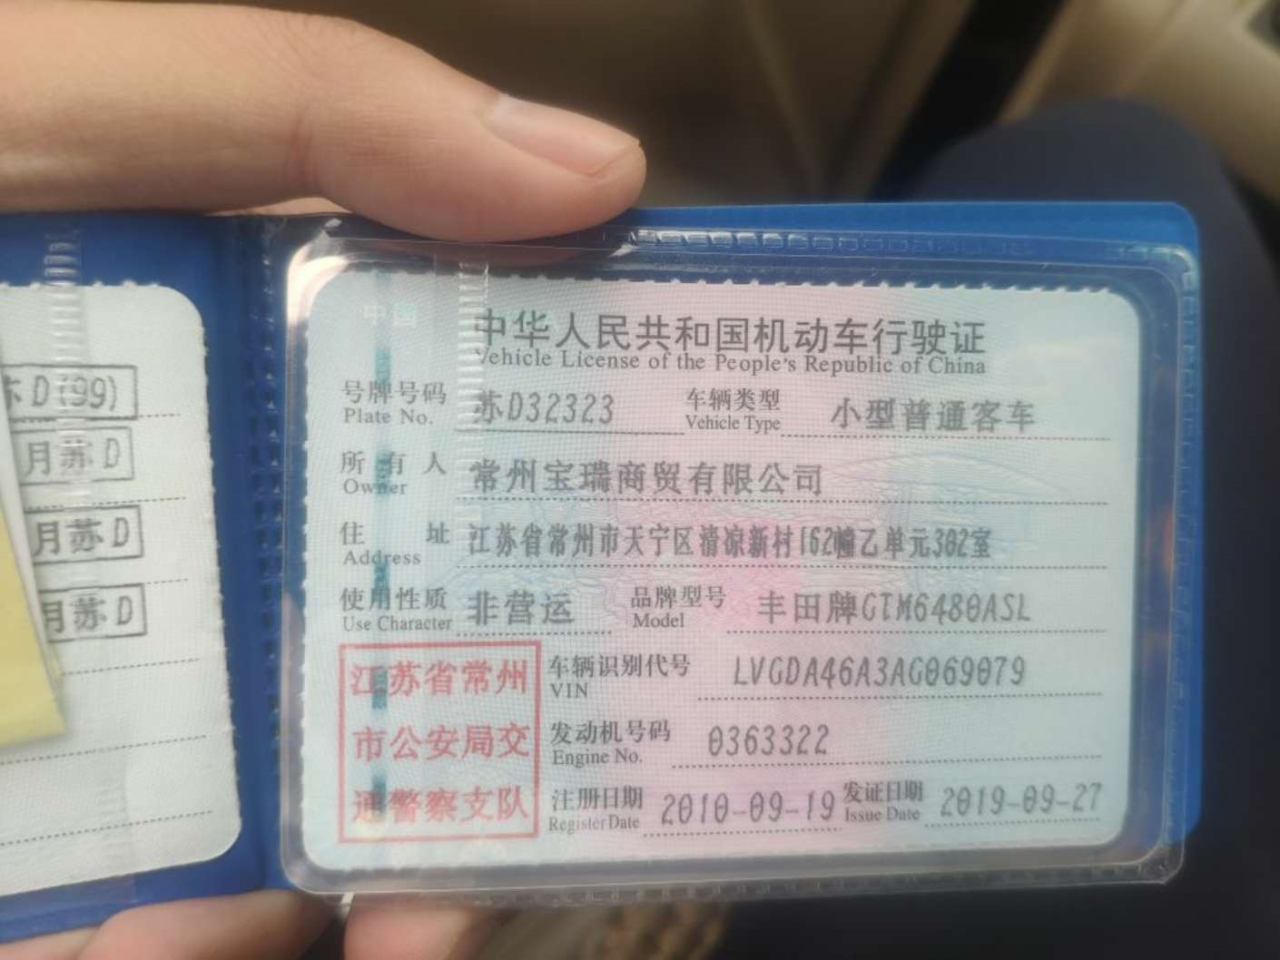 D(99)
月苏D
月苏D
月苏D
中国
中华人民共和国机动车行驶证
Vehicle License of the People's Republic of China
号牌号码 苏D32323 车辆类型 小型普通客车
Plate No. Vehicle Type
所有人 常州宝瑞商贸有限公司
Owner
住址 江苏省常州市天宁区清凉新村162幢乙单元302室
Address
使用性质 非营运 品牌型号 丰田牌GTM6480ASL
Use Character Model
江苏省常州
市公安局交
通警察支队
车辆识别代号 LVGDA46A3AG069079
VIN
发动机号码 0363322
Engine No.
注册日期 2010-09-19 发证日期 2019-09-27
Register Date Issue Date